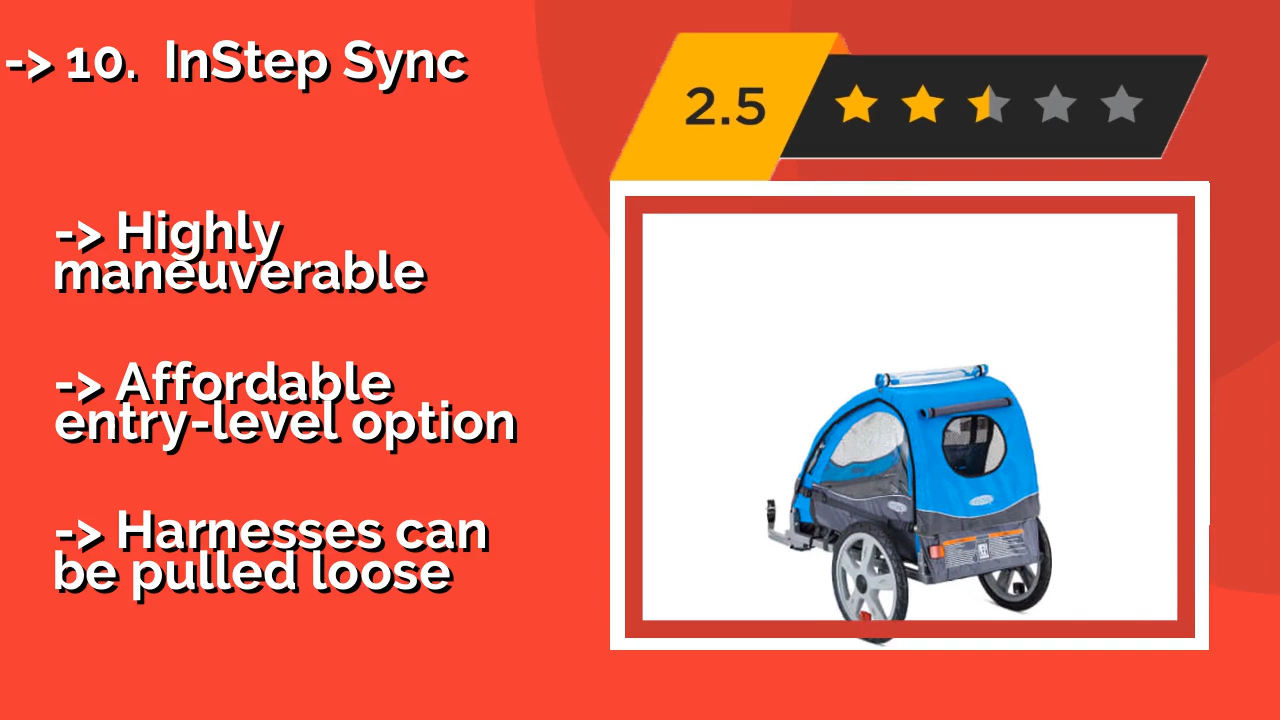 -> 10.  InStep Sync
2.5
-> Highly
maneuverable
-> Affordable
entry-level option
-> Harnesses can
be pulled loose